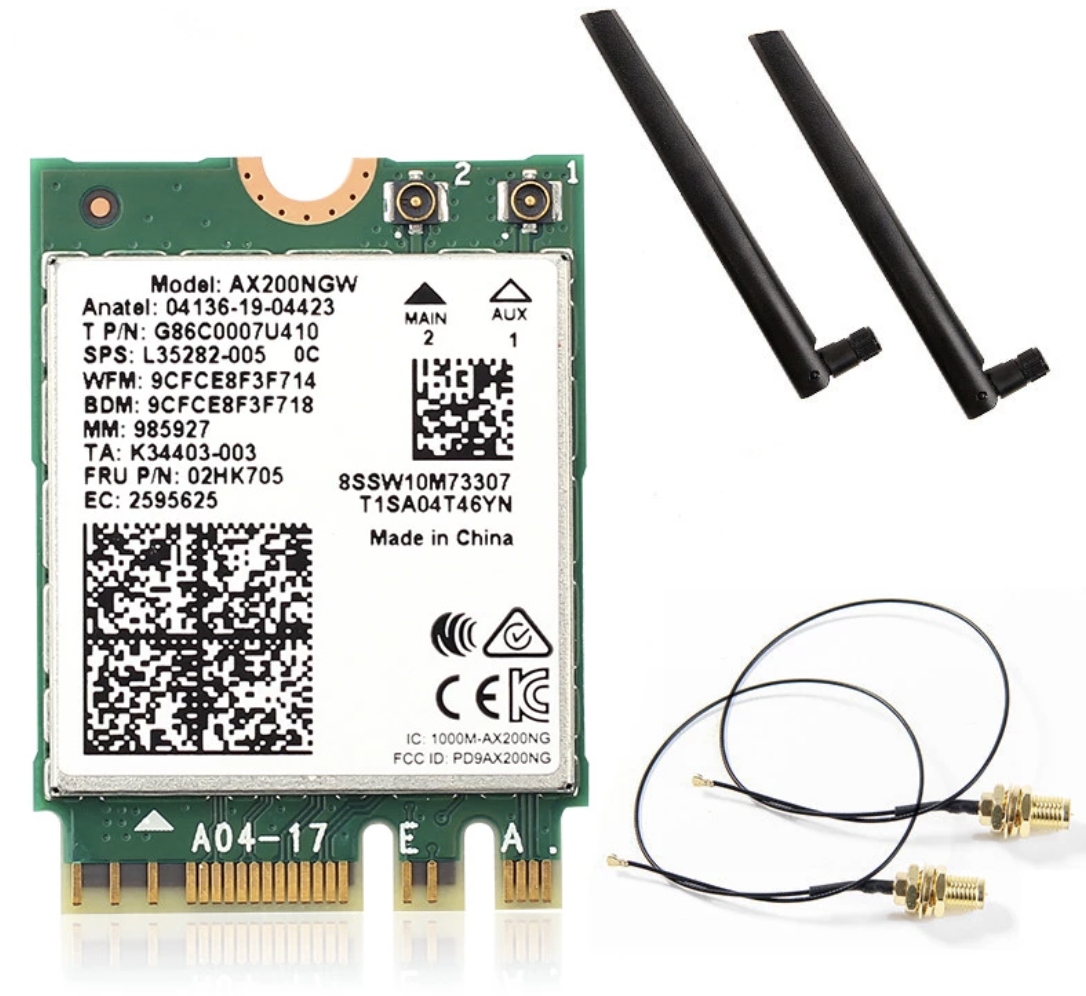 2 1
Model: AX200NGW
Anatel: 04136-19-04423
T P/N: G86C0007U410
SPS: L35282-005 0C
WFM: 9CFCE8F3F714
BDM: 9CFCE8F3F718
MM: 985927
TA: K34403-003
FRU P/N: 02HK705
EC: 2595625
MAIN AUX
2 1
8SSW10M73307
T1SA04T46YN
Made in China
CE
IC: 1000M-AX200NG
FCC ID: PD9AX200NG
A04-17 E A .